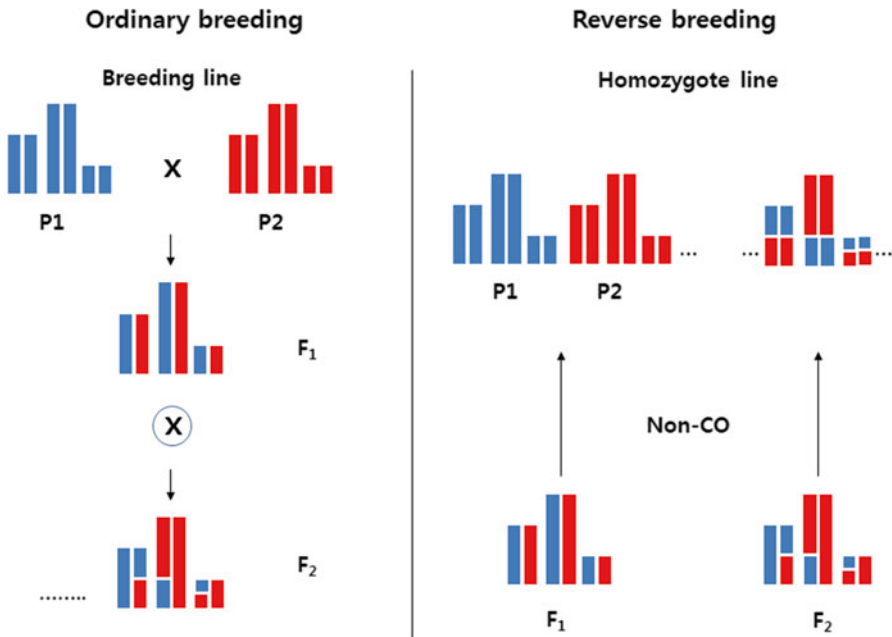 Ordinary breeding
Breeding line
X
P1
P2
F₁
X
F₂
........
Reverse breeding
Homozygote line
...
...
...
P1
P2
Non-CO
F₁
F₂